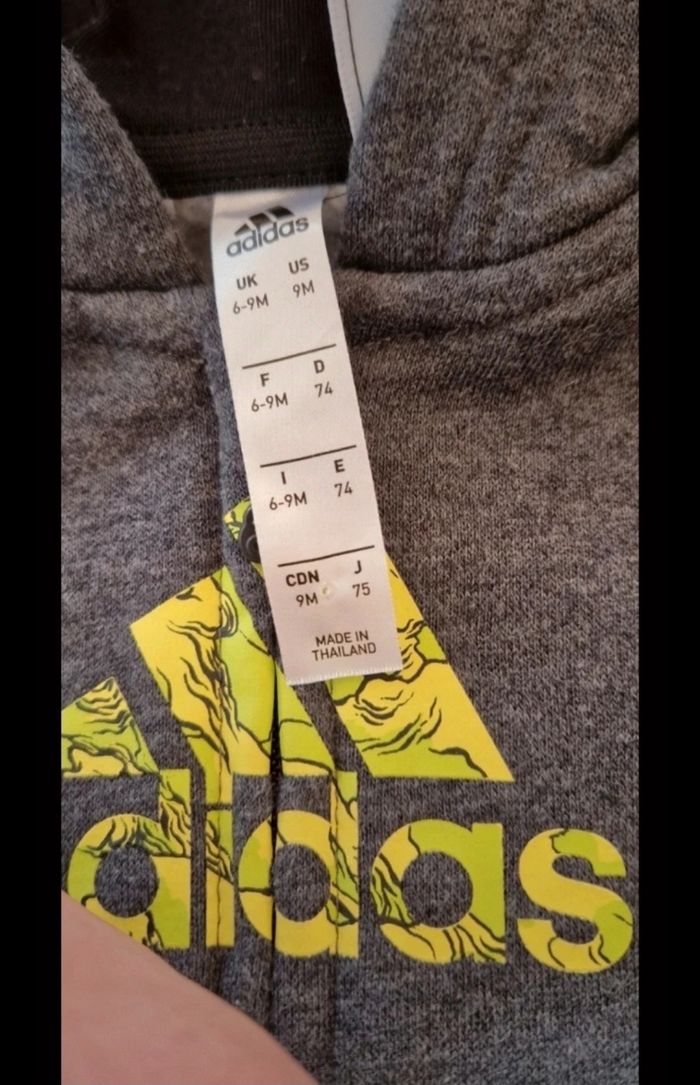 adidas
UK US
6-9M 9M
F D
6-9M 74
I E
6-9M 74
CDN J
9M 75
MADE IN
THAILAND
adidas